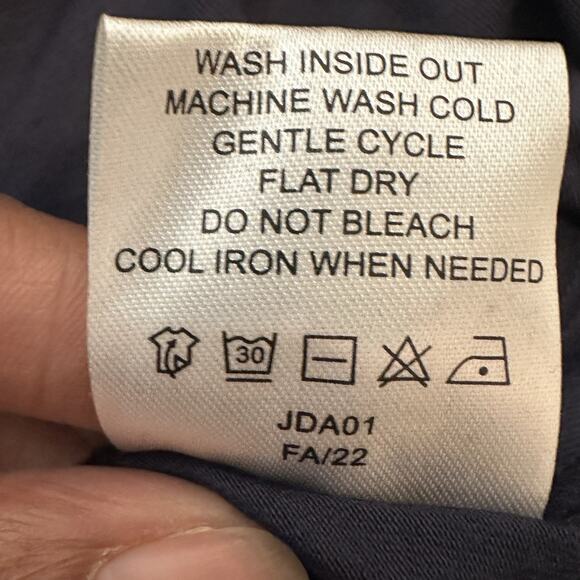 WASH INSIDE OUT
MACHINE WASH COLD
GENTLE CYCLE
FLAT DRY
DO NOT BLEACH
COOL IRON WHEN NEEDED
30
JDA01
FA/22